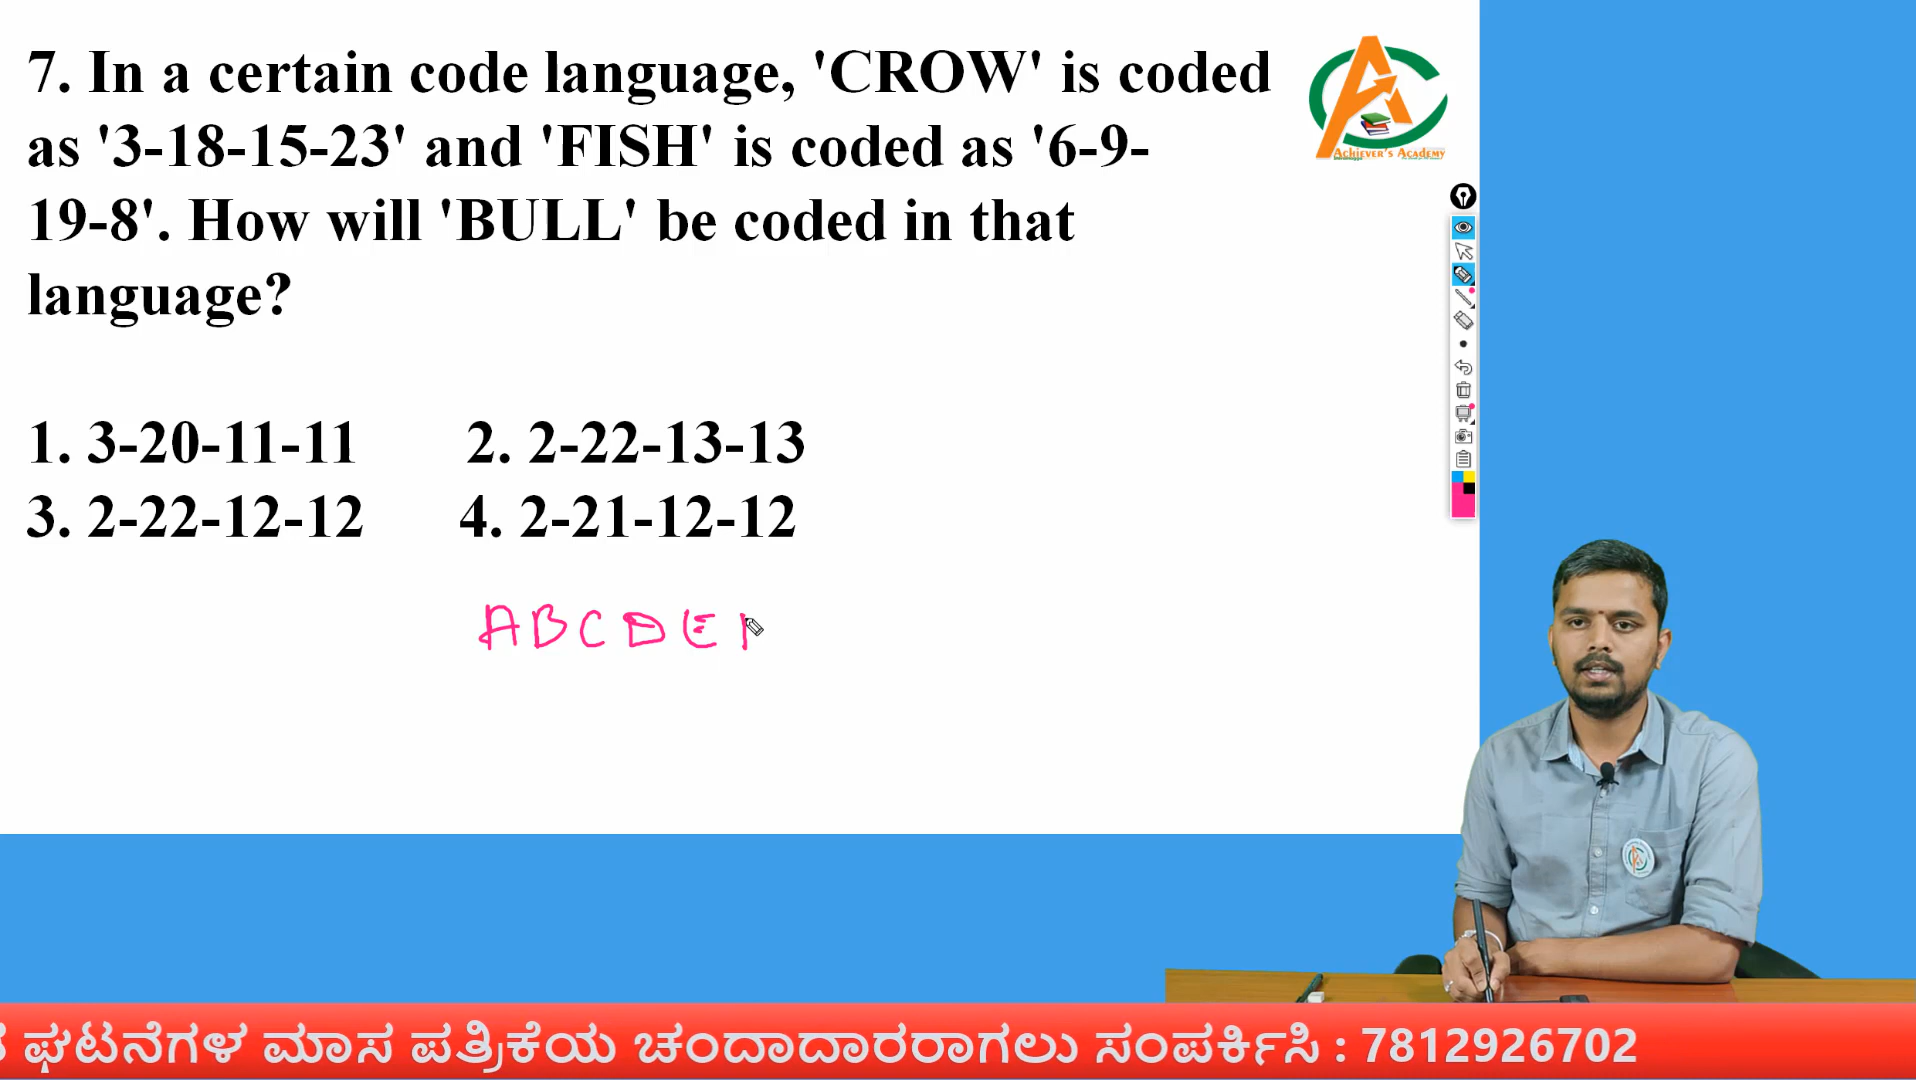 7. In a certain code language, 'CROW' is coded
as '3-18-15-23' and 'FISH' is coded as '6-9-
19-8'. How will 'BULL' be coded in that
language?
1. 3-20-11-11 2. 2-22-13-13
3. 2-22-12-12 4. 2-21-12-12
A B C D E
ACHIEVER'S ACADEMY
ಘಟನೆಗಳ ಮಾಸ ಪತ್ರಿಕೆಯ ಚಂದಾದಾರರಾಗಲು ಸಂಪರ್ಕಿಸಿ : 7812926702